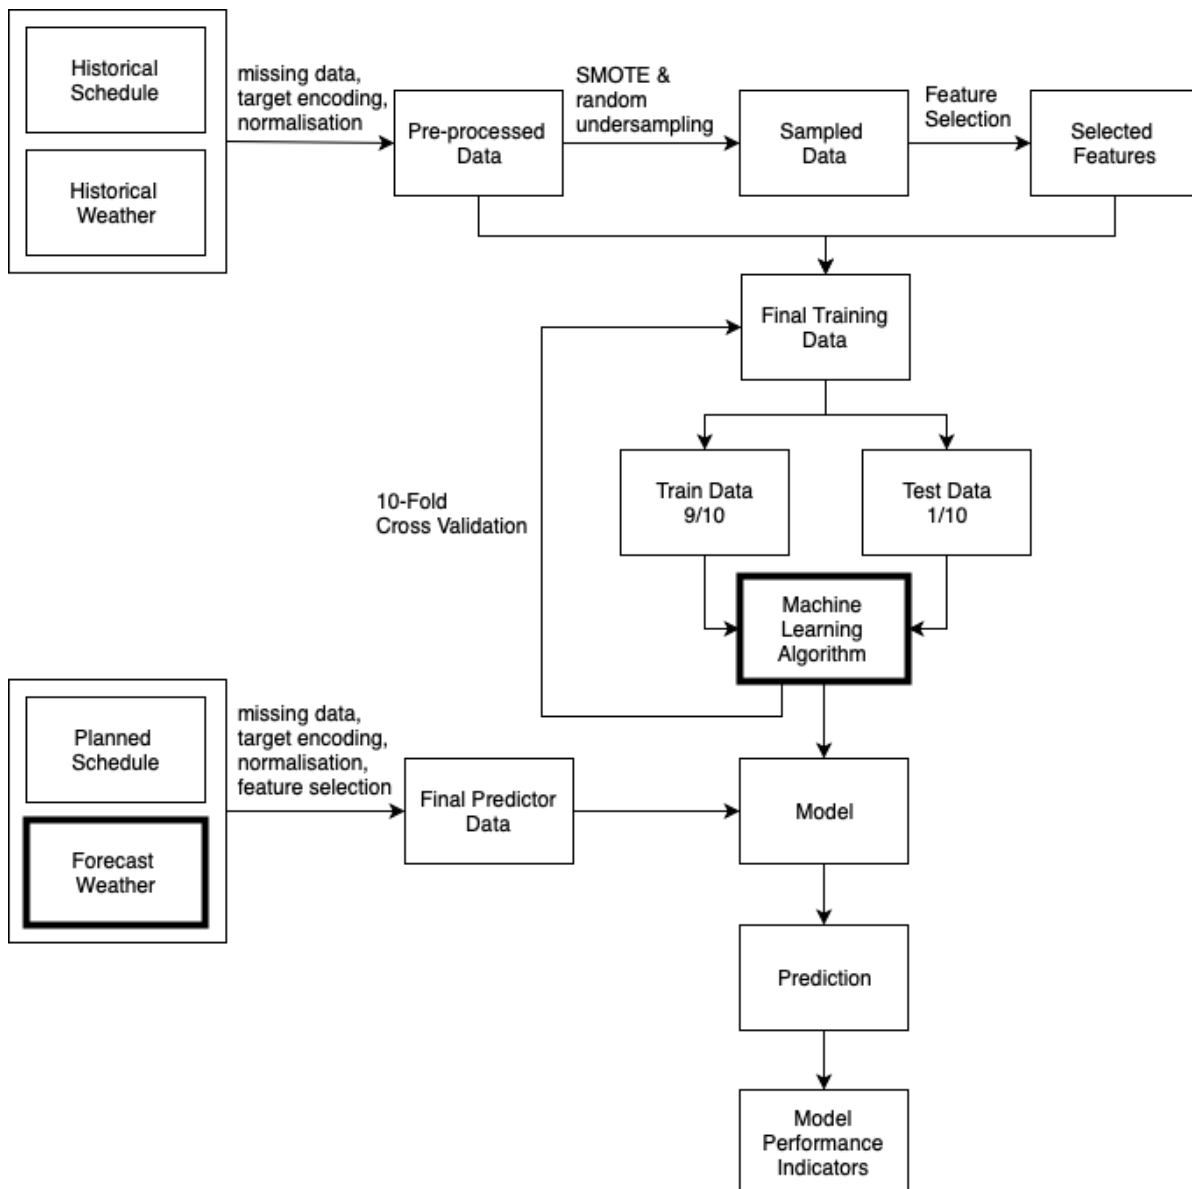 Historical
Schedule
Historical
Weather
missing data,
target encoding,
normalisation
Pre-processed
Data
SMOTE &
random
undersampling
Sampled
Data
Feature
Selection
Selected
Features
Final Training
Data
10-Fold
Cross Validation
Train Data
9/10
Test Data
1/10
Machine
Learning
Algorithm
Planned
Schedule
Forecast
Weather
missing data,
target encoding,
normalisation,
feature selection
Final Predictor
Data
Model
Prediction
Model
Performance
Indicators